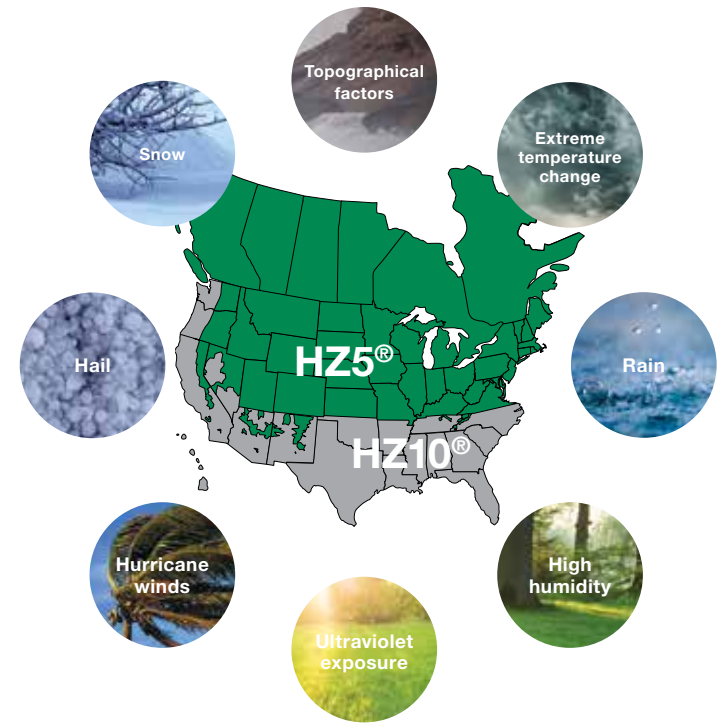 Topographical
factors
Snow
Extreme
temperature
change
HZ5®
Hail
Rain
HZ10®
Hurricane
winds
High
humidity
Ultraviolet
exposure